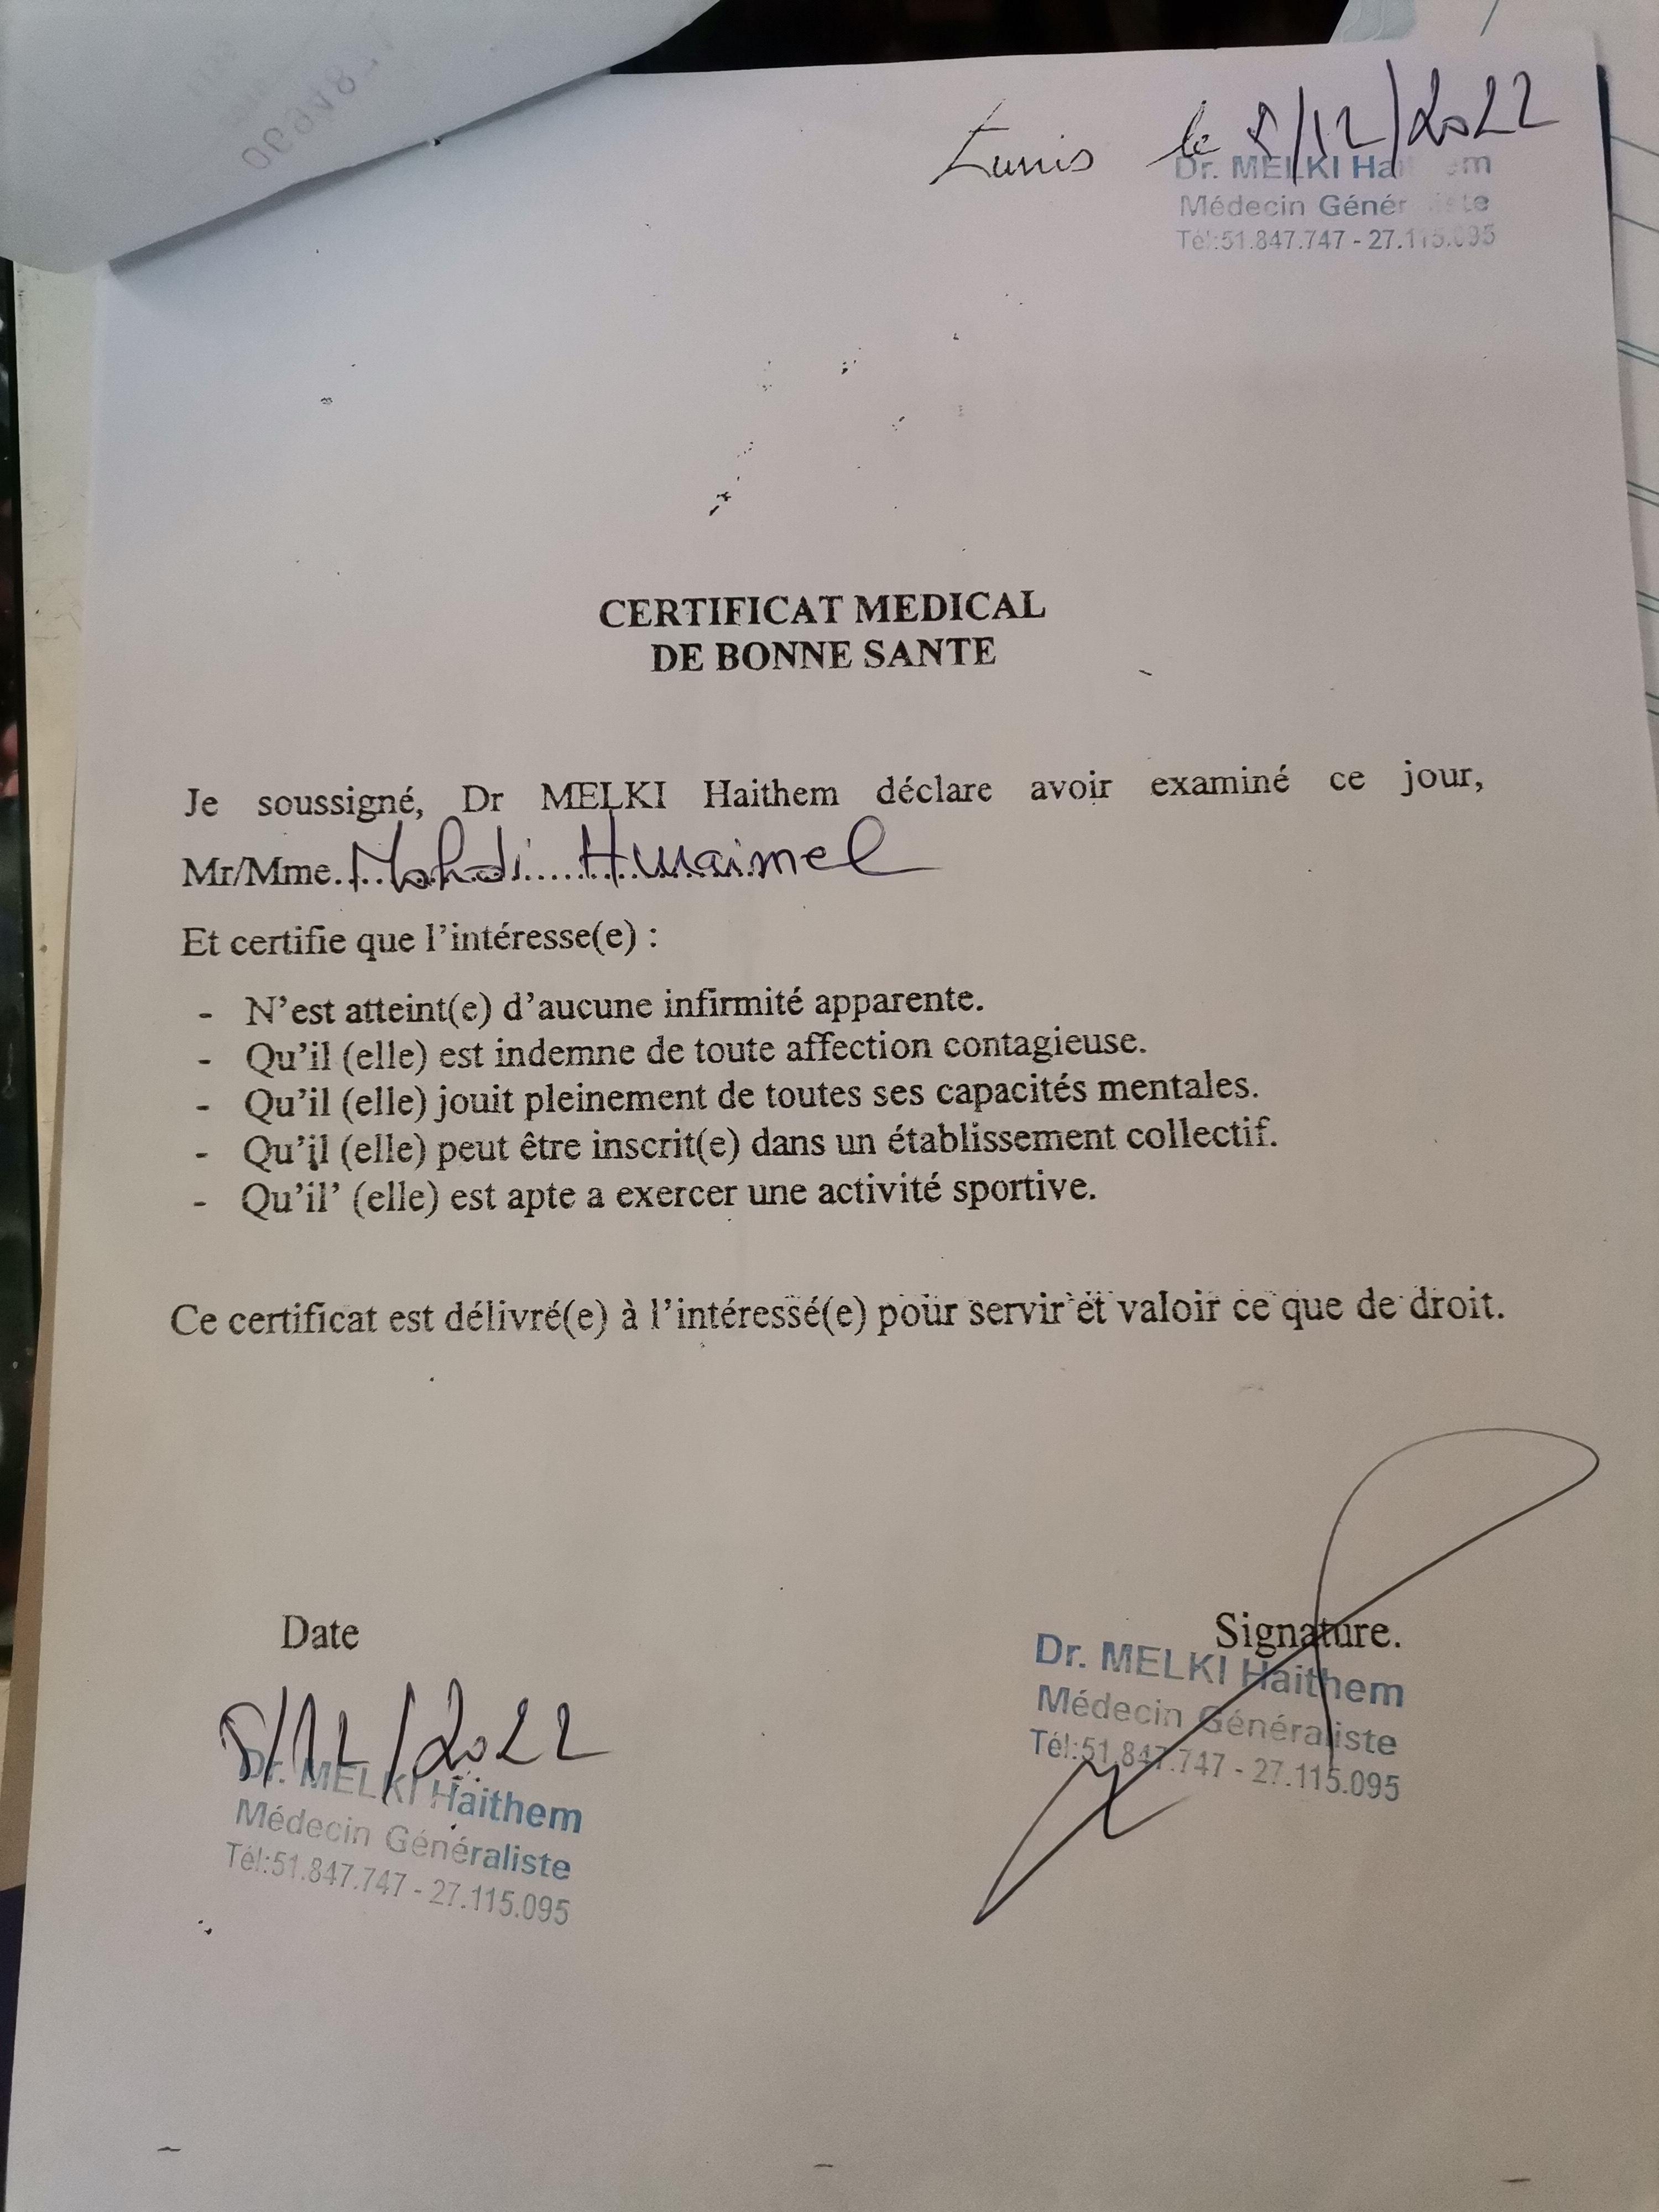 Tunis le 8/12/2022
Dr. MELKI Haithem
Médecin Généraliste
Tél:51.847.747 - 27.115.095
CERTIFICAT MEDICAL
DE BONNE SANTE
Je soussigné, Dr MELKI Haithem déclare avoir examiné ce jour,
Mr/Mme. Mahdi
Et certifie que l'intéresse(e) :
- N'est atteint(e) d'aucune infirmité apparente.
- Qu'il (elle) est indemne de toute affection contagieuse.
- Qu'il (elle) jouit pleinement de toutes ses capacités mentales.
- Qu'il (elle) peut être inscrit(e) dans un établissement collectif.
- Qu'il' (elle) est apte a exercer une activité sportive.
Ce certificat est délivré(e) à l'intéressé(e) pour servir et valoir ce que de droit.
Date
Signature.
8/12/2022
Dr. MELKI Haithem
Médecin Généraliste
Tél:51.847.747 - 27.115.095
Dr. MELKI Haithem
Médecin Généraliste
Tél:51.847.747 - 27.115.095